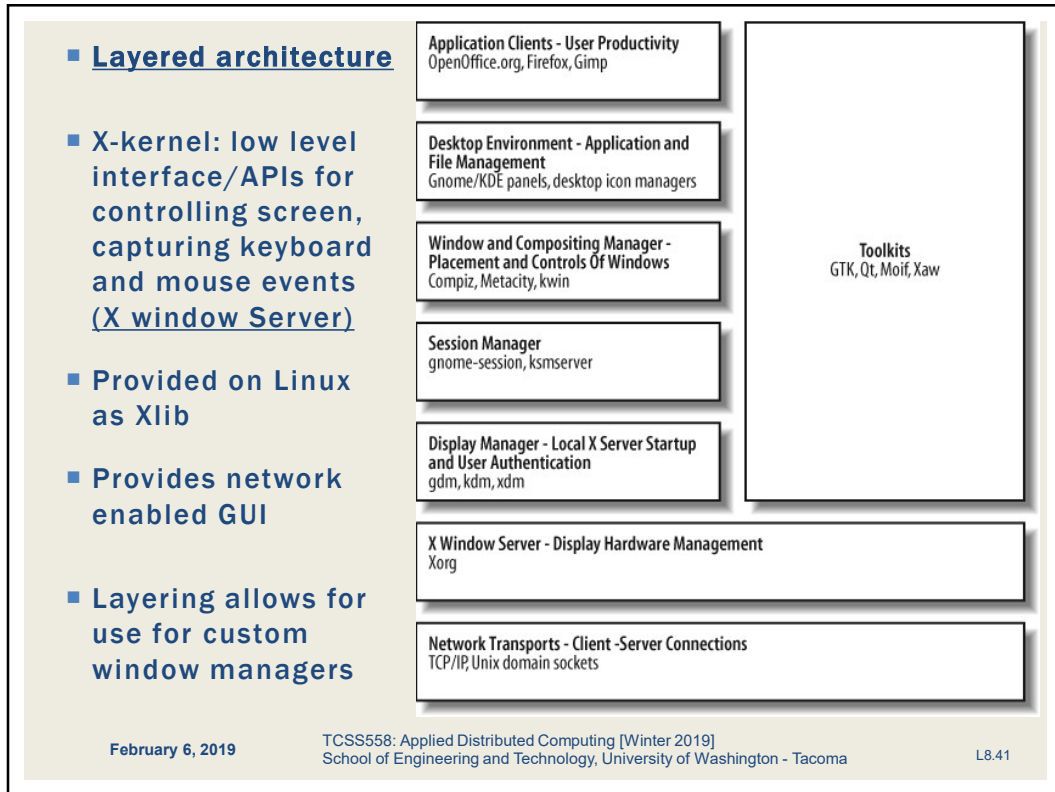 Layered architecture
X-kernel: low level
interface/APIs for
controlling screen,
capturing keyboard
and mouse events
(X window Server)
Provided on Linux
as Xlib
Provides network
enabled GUI
Layering allows for
use for custom
window managers
Application Clients - User Productivity
OpenOffice.org, Firefox, Gimp
Desktop Environment - Application and
File Management
Gnome/KDE panels, desktop icon managers
Window and Compositing Manager -
Placement and Controls Of Windows
Compiz, Metacity, kwin
Session Manager
gnome-session, ksmserver
Display Manager - Local X Server Startup
and User Authentication
gdm, kdm, xdm
Toolkits
GTK, Qt, Moif, Xaw
X Window Server - Display Hardware Management
Xorg
Network Transports - Client -Server Connections
TCP/IP, Unix domain sockets
February 6, 2019
TCSS558: Applied Distributed Computing [Winter 2019]
School of Engineering and Technology, University of Washington - Tacoma
L8.41